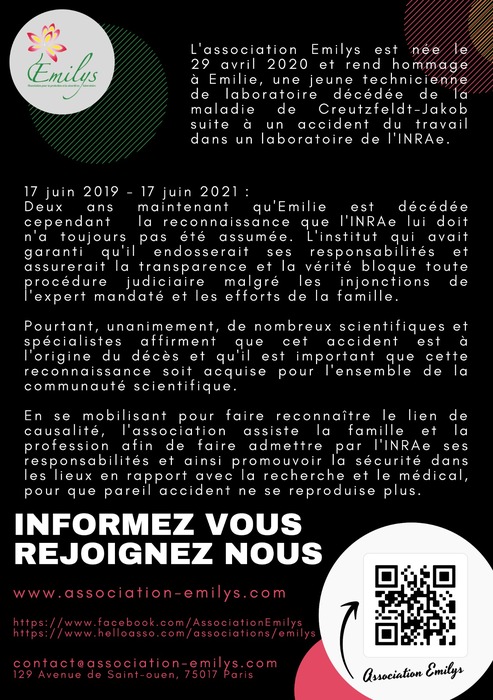 Emilys
L'association Emilys est née le
29 avril 2020 et rend hommage
à Emilie, une jeune technicienne
de laboratoire décédée de la
maladie de Creutzfeldt-Jakob
suite à un accident du travail
dans un laboratoire de l'INRAe.
17 juin 2019 - 17 juin 2021 :
Deux ans maintenant qu'Emilie est décédée
cependant la reconnaissance que l'INRAe lui doit
n'a toujours pas été assumée. L'institut qui avait
garanti qu'il endosserait ses responsabilités et
assurerait la transparence et la vérité bloque toute
procédure judiciaire malgré les injonctions de
l'expert mandaté et les efforts de la famille.
Pourtant, unanimement, de nombreux scientifiques et
spécialistes affirment que cet accident est à
l'origine du décès et qu'il est important que cette
reconnaissance soit acquise pour l'ensemble de la
communauté scientifique.
En se mobilisant pour faire reconnaître le lien de
causalité, l'association assiste la famille et la
profession afin de faire admettre par l'INRAe ses
responsabilités et ainsi promouvoir la sécurité dans
les lieux en rapport avec la recherche et le médical,
pour que pareil accident ne se reproduise plus.
INFORMEZ VOUS
REJOIGNEZ NOUS
www.association-emilys.com
https://www.facebook.com/AssociationEmilys
https://www.helloasso.com/associations/emilys
contact@association-emilys.com
129 Avenue de Saint-ouen, 75017 Paris
Association Emilys